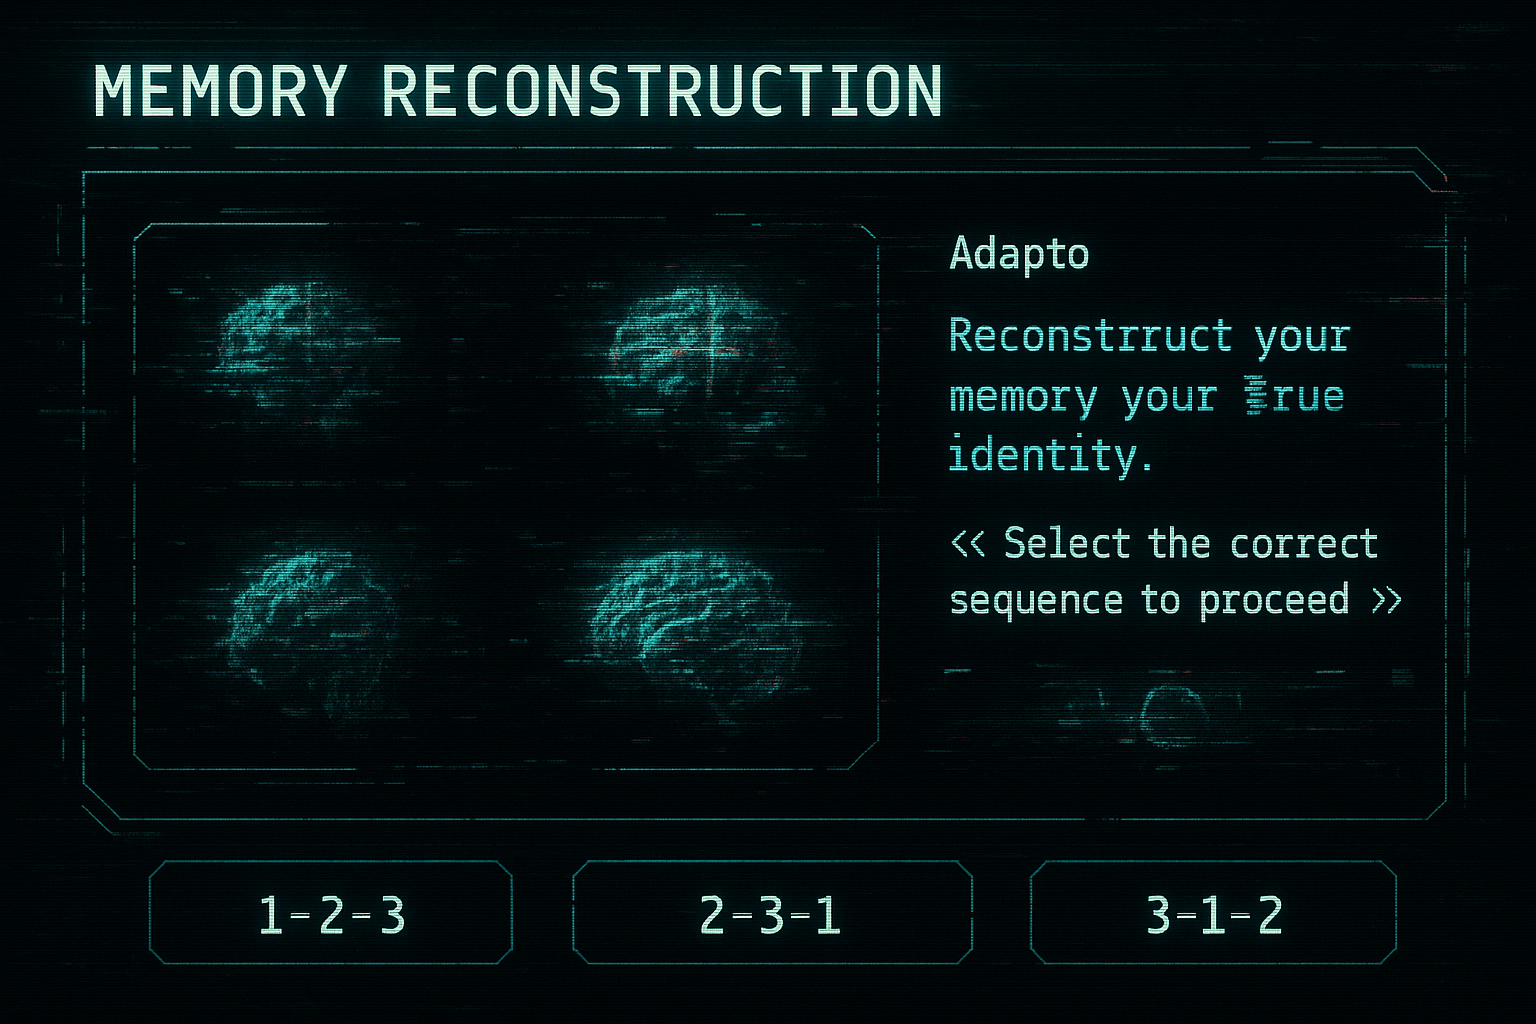 MEMORY RECONSTRUCTION
Adapto
Reconstrruct your
memory your
identity.
<< Select the correct
sequence to proceed >>
1-2-3
2-3-1
3-1-2